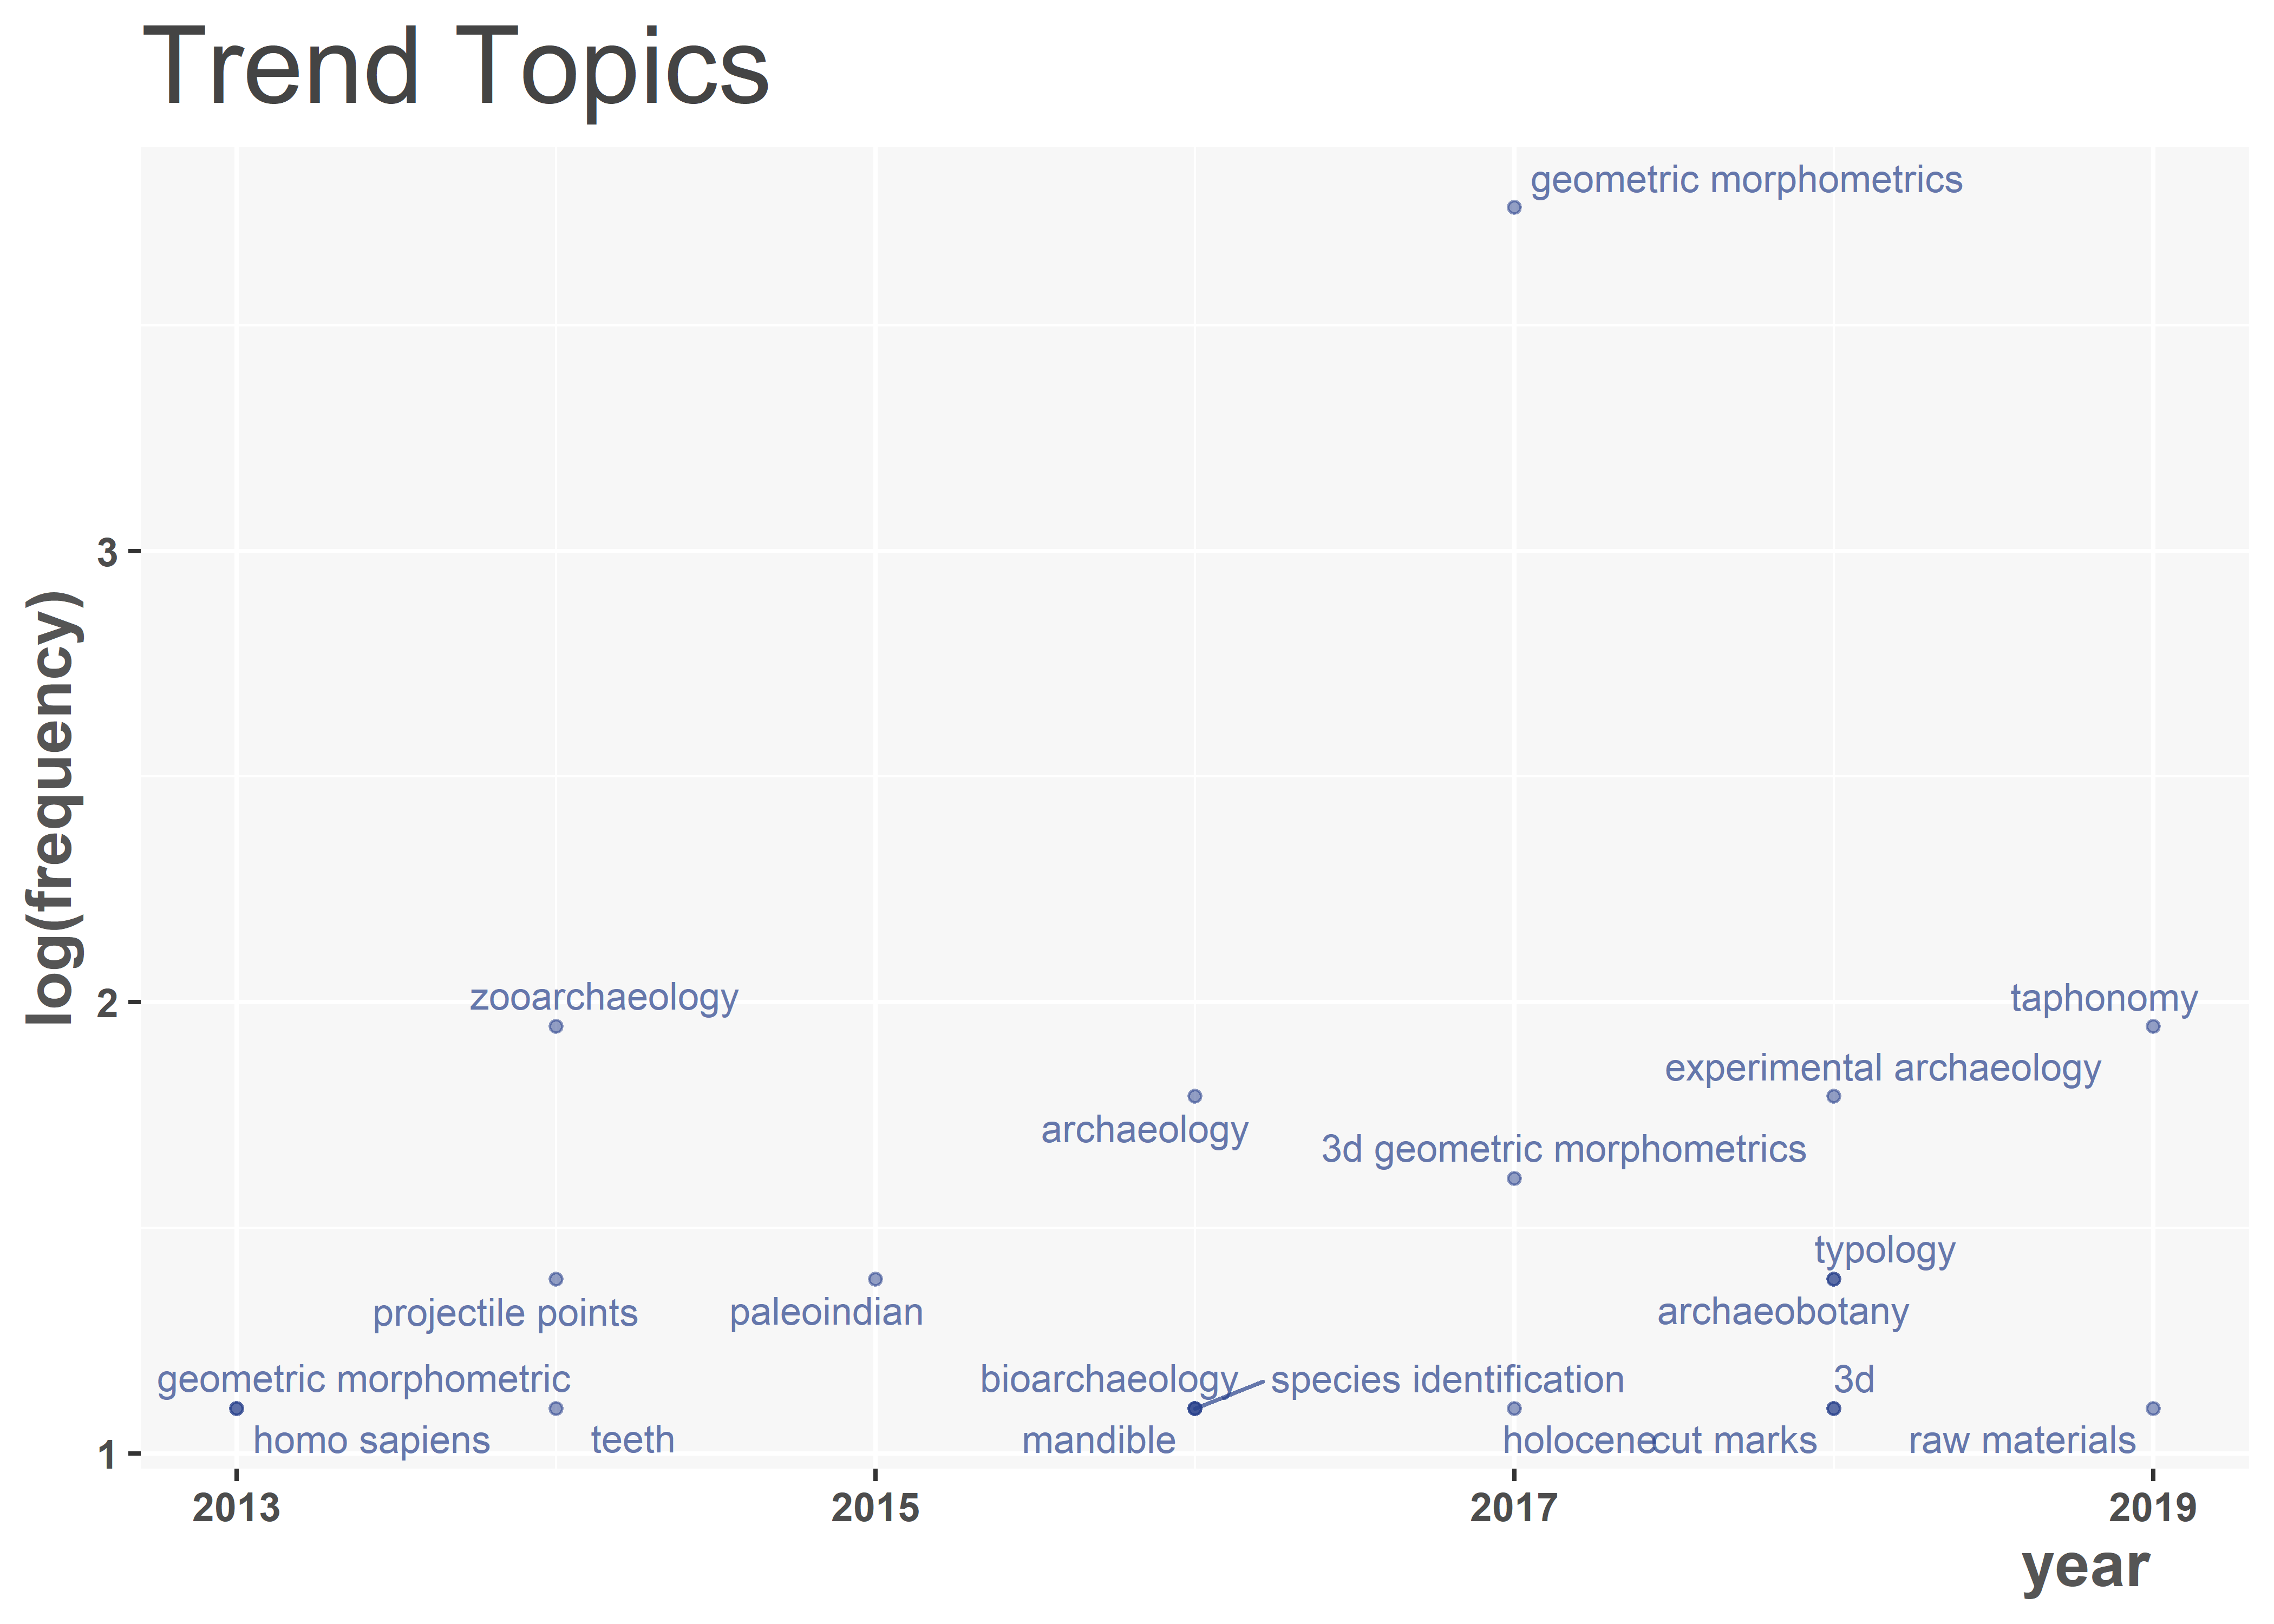 Trend Topics
geometric morphometrics
3
log(frequency)
2
zooarchaeology
taphonomy
experimental archaeology
archaeology
3d geometric morphometrics
typology
projectile points
paleoindian
archaeobotany
geometric morphometric
bioarchaeology
species identification
3d
1
homo sapiens
teeth
mandible
holocene
cut marks
raw materials
2013
2015
2017
2019
year